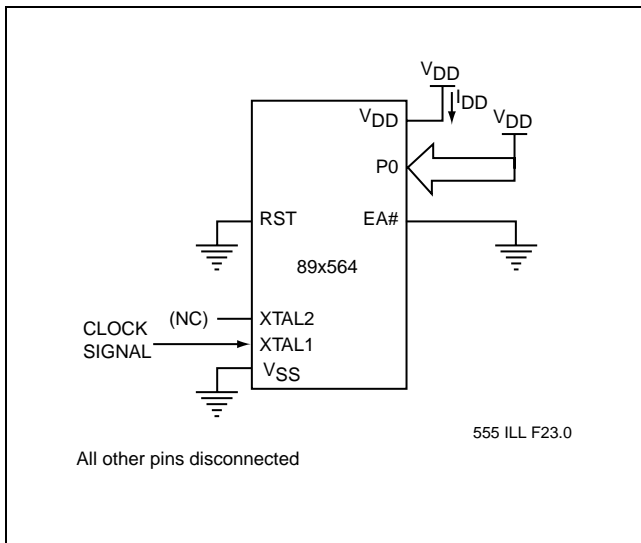 VDD
IDD
VDD
VDD
P0
RST
EA#
89x564
(NC)
XTAL2
CLOCK
SIGNAL
XTAL1
VSS
555 ILL F23.0
All other pins disconnected